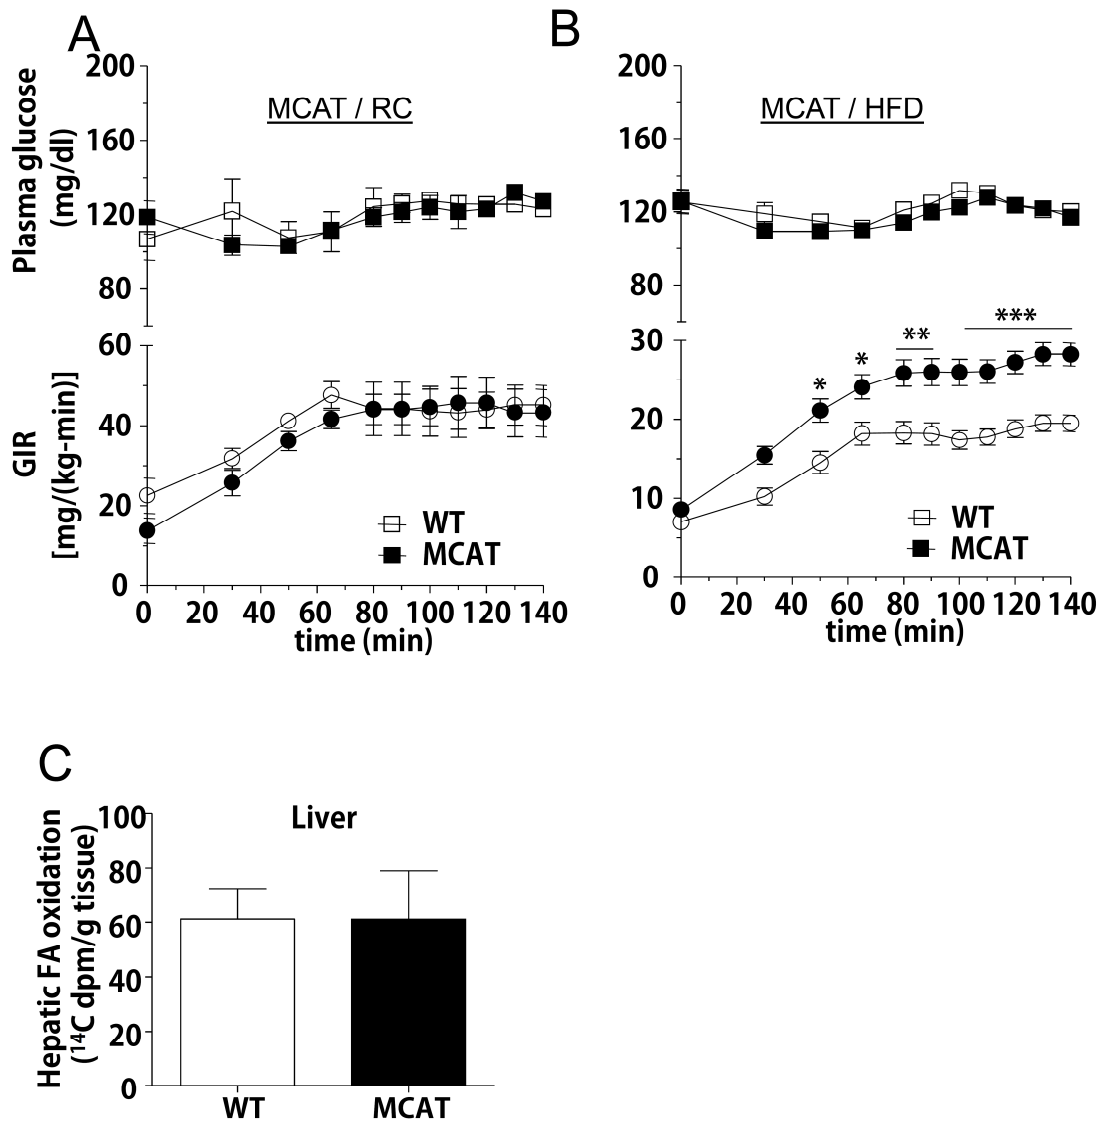 A
200
160
120
80
Plasma glucose
(mg/dl)
MCAT / RC
60
40
20
0
GIR
[mg/(kg-min)]
WT
MCAT
0 20 40 60 80 100 120 140
time (min)
B
200
160
120
80
MCAT / HFD
30
20
10
0
*
*
**
***
WT
MCAT
0 20 40 60 80 100 120 140
time (min)
C
Liver
100
80
60
40
20
0
Hepatic FA oxidation
(¹⁴C dpm/g tissue)
WT MCAT